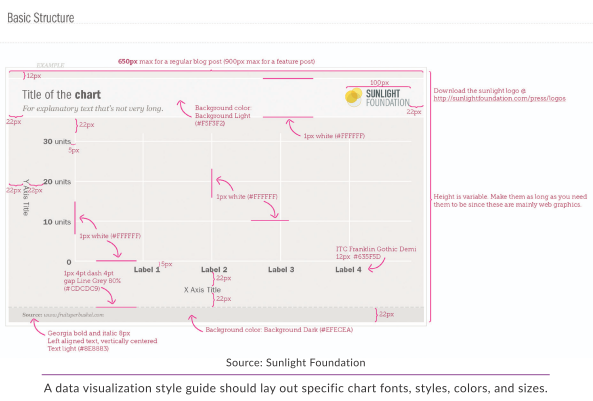 Basic Structure
EXAMPLE
650px max for a regular blog post (900px max for a feature post)
12px
Title of the chart
For explanatory text that's not very long.
Background color:
Background Light
(#F5F3F2)
100px
SUNLIGHT
FOUNDATION
22px
Download the sunlight logo @
http://sunlightfoundation.com/press/logos
22px
22px
1px white (#FFFFFF)
30 units
5px
22px
22px
20 units
Y Axis Title
1px white (#FFFFFF)
Height is variable. Make them as long as you need
them to be since these are mainly web graphics.
10 units
1px white (#FFFFFF)
ITC Franklin Gothic Demi
12px #635F5D
0
5px
Label 1
Label 2
Label 3
Label 4
1px 4pt dash 4pt
gap Line Grey 80%
(#CDCDC9)
22px
X Axis Title
22px
Source: www.fruitsperbushel.com
22px
Georgia bold and italic 8px
Left aligned text, vertically centered
Text light (#8E8883)
Background color: Background Dark (#EFECEA)
Source: Sunlight Foundation
A data visualization style guide should lay out specific chart fonts, styles, colors, and sizes.